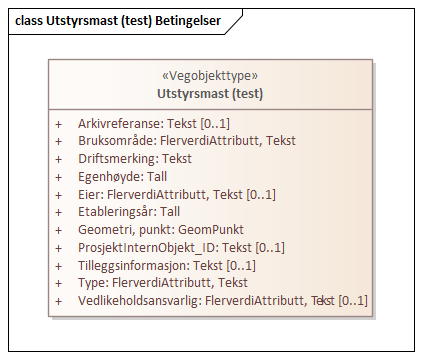 class Utstyrsmast (test) Betingelser
«Vegobjekttype»
Utstyrsmast (test)
+ Arkivreferanse: Tekst [0..1]
+ Bruksområde: FlerverdiAttributt, Tekst
+ Driftsmerking: Tekst
+ Egenhøyde: Tall
+ Eier: FlerverdiAttributt, Tekst [0..1]
+ Etableringsår: Tall
+ Geometri, punkt: GeomPunkt
+ ProsjektInternObjekt_ID: Tekst [0..1]
+ Tilleggsinformasjon: Tekst [0..1]
+ Type: FlerverdiAttributt, Tekst
+ Vedlikeholdsansvarlig: FlerverdiAttributt, Tekst [0..1]